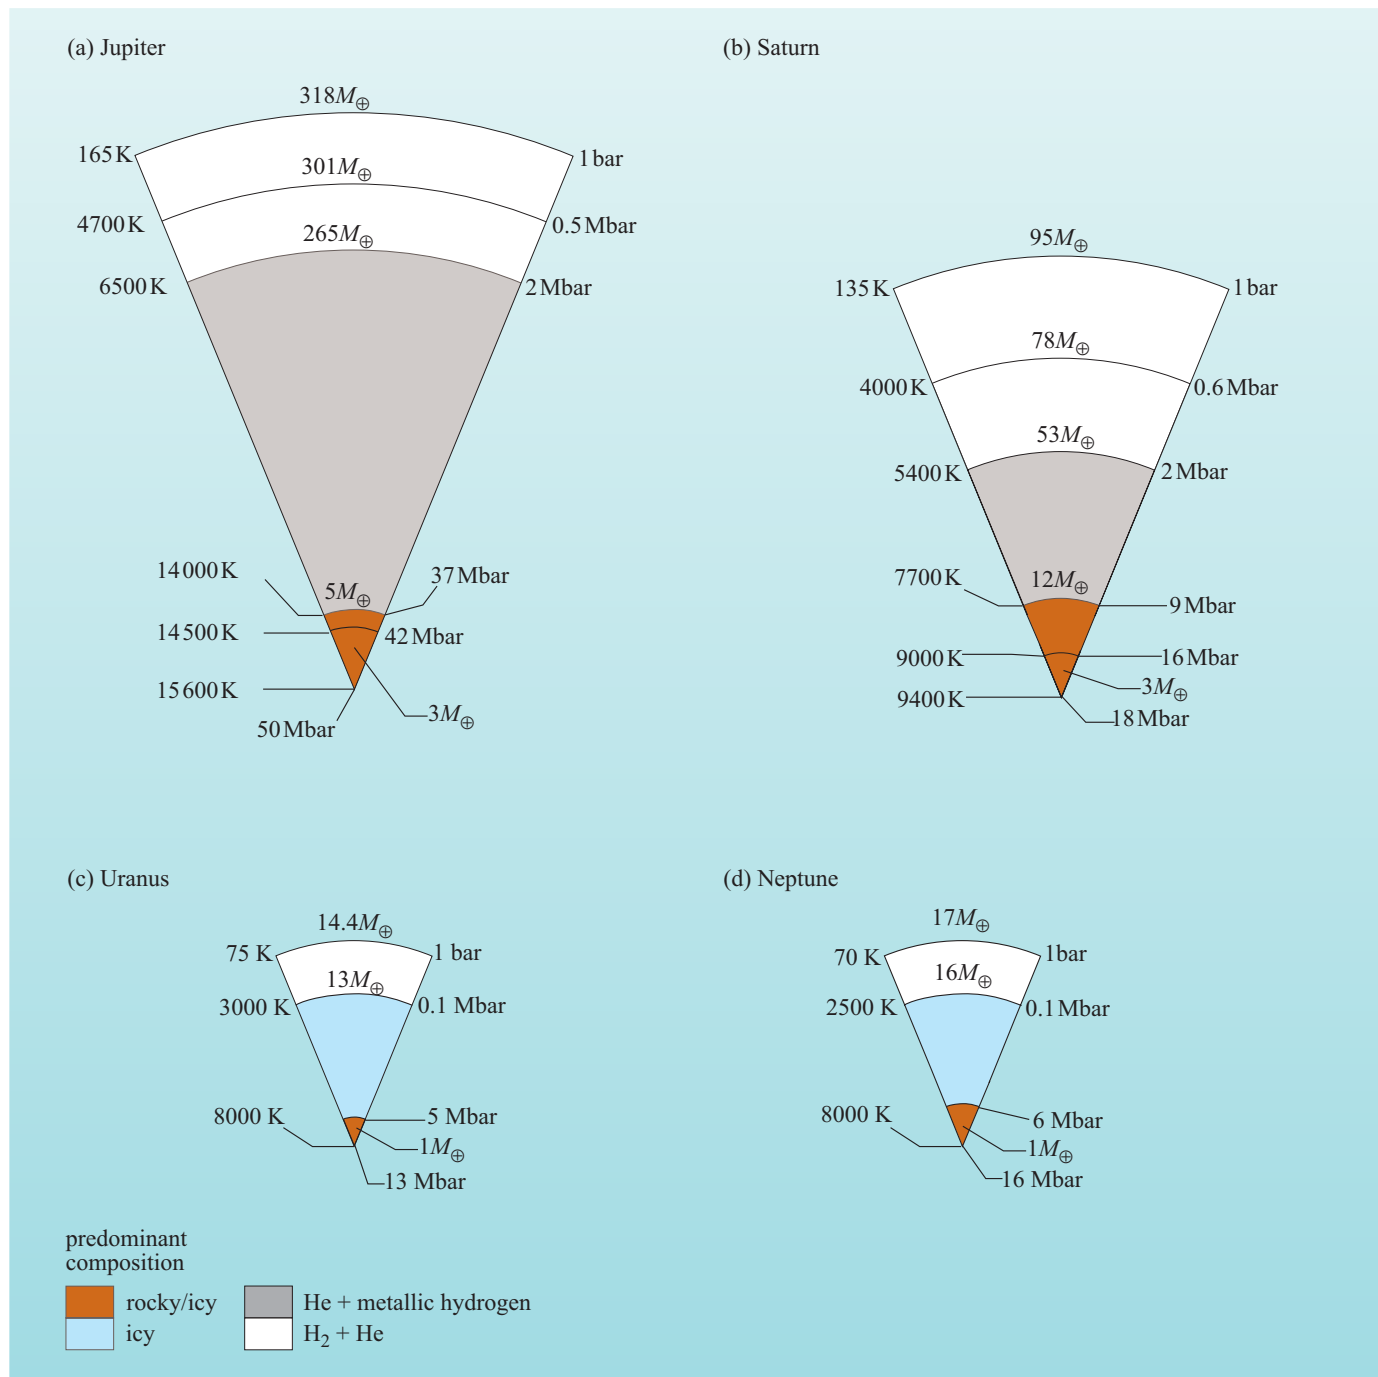 (a) Jupiter
318M⊕
165 K
1 bar
301M⊕
4700 K
0.5 Mbar
265M⊕
6500 K
2 Mbar
14 000 K
37 Mbar
5M⊕
14 500 K
42 Mbar
15 600 K
3M⊕
50 Mbar
(b) Saturn
95M⊕
135 K
1 bar
78M⊕
4000 K
0.6 Mbar
53M⊕
5400 K
2 Mbar
7700 K
12M⊕
9 Mbar
9000 K
16 Mbar
3M⊕
9400 K
18 Mbar
(c) Uranus
14.4M⊕
75 K
1 bar
13M⊕
3000 K
0.1 Mbar
8000 K
5 Mbar
1M⊕
13 Mbar
(d) Neptune
17M⊕
70 K
1bar
16M⊕
2500 K
0.1 Mbar
8000 K
6 Mbar
1M⊕
16 Mbar
predominant
composition
rocky/icy
icy
He + metallic hydrogen
H₂ + He